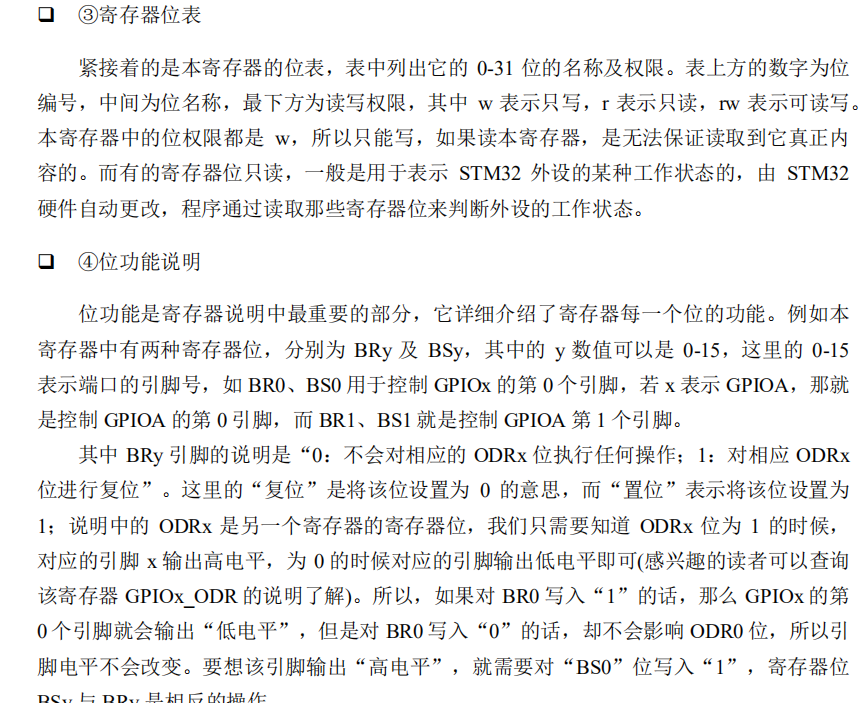 ❑ ③寄存器位表
紧接着的是本寄存器的位表，表中列出它的 0-31 位的名称及权限。表上方的数字为位
编号，中间为位名称，最下方为读写权限，其中 w 表示只写，r 表示只读，rw 表示可读写。
本寄存器中的位权限都是 w，所以只能写，如果读本寄存器，是无法保证读取到它真正内
容的。而有的寄存器位只读，一般是用于表示 STM32 外设的某种工作状态的，由 STM32
硬件自动更改，程序通过读取那些寄存器位来判断外设的工作状态。
❑ ④位功能说明
位功能是寄存器说明中最重要的部分，它详细介绍了寄存器每一个位的功能。例如本
寄存器中有两种寄存器位，分别为 BRy 及 BSy，其中的 y 数值可以是 0-15，这里的 0-15
表示端口的引脚号，如 BR0、BS0 用于控制 GPIOx 的第 0 个引脚，若 x 表示 GPIOA，那就
是控制 GPIOA 的第 0 引脚，而 BR1、BS1 就是控制 GPIOA 第 1 个引脚。
其中 BRy 引脚的说明是“0：不会对相应的 ODRx 位执行任何操作；1：对相应 ODRx
位进行复位”。这里的“复位”是将该位设置为 0 的意思，而“置位”表示将该位设置为
1；说明中的 ODRx 是另一个寄存器的寄存器位，我们只需要知道 ODRx 位为 1 的时候，
对应的引脚 x 输出高电平，为 0 的时候对应的引脚输出低电平即可(感兴趣的读者可以查询
该寄存器 GPIOx_ODR 的说明了解)。所以，如果对 BR0 写入“1”的话，那么 GPIOx 的第
0 个引脚就会输出“低电平”，但是对 BR0 写入“0”的话，却不会影响 ODR0 位，所以引
脚电平不会改变。要想该引脚输出“高电平”，就需要对“BS0”位写入“1”，寄存器位
BSy 与 BRy 是相反的操作